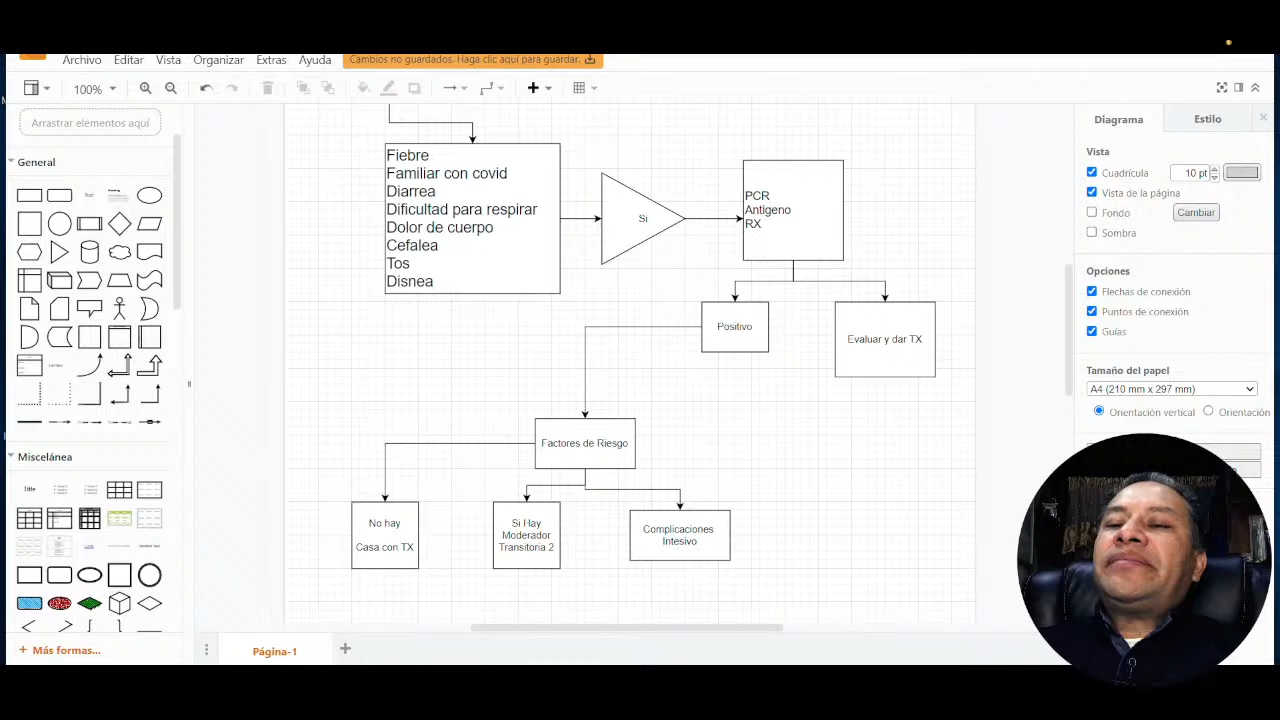 Archivo Editar Vista Organizar Extras Ayuda Cambios no guardados. Haga clic aquí para guardar.
100%
Arrastrar elementos aquí
General
Text
Heading
Miscelánea
Title
Más formas...
Fiebre
Familiar con covid
Diarrea
Dificultad para respirar
Dolor de cuerpo
Cefalea
Tos
Disnea
Si
PCR
Antigeno
RX
Positivo
Evaluar y dar TX
Factores de Riesgo
No hay
Casa con TX
Si Hay
Moderador
Transitoria 2
Complicaciones
Intesivo
Página-1
Diagrama Estilo
Vista
Cuadrícula 10 pt
Vista de la página
Fondo Cambiar
Sombra
Opciones
Flechas de conexión
Puntos de conexión
Guías
Tamaño del papel
A4 (210 mm x 297 mm)
Orientación vertical Orientación